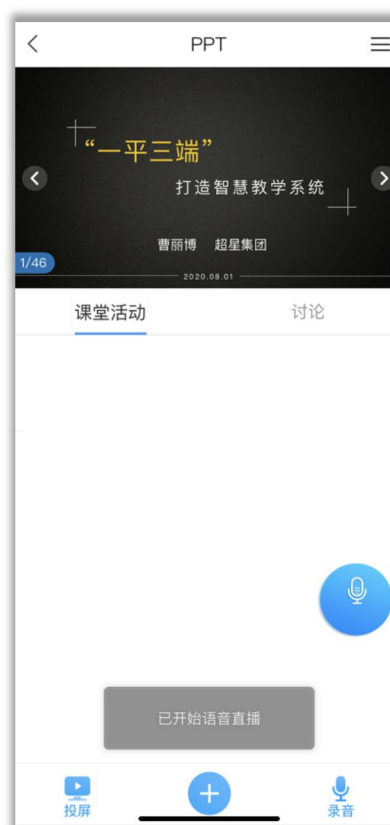 PPT
“一平三端”
打造智慧教学系统
曹丽博 超星集团
1/46
2020.08.01
课堂活动 讨论
已开始语音直播
投屏 录音